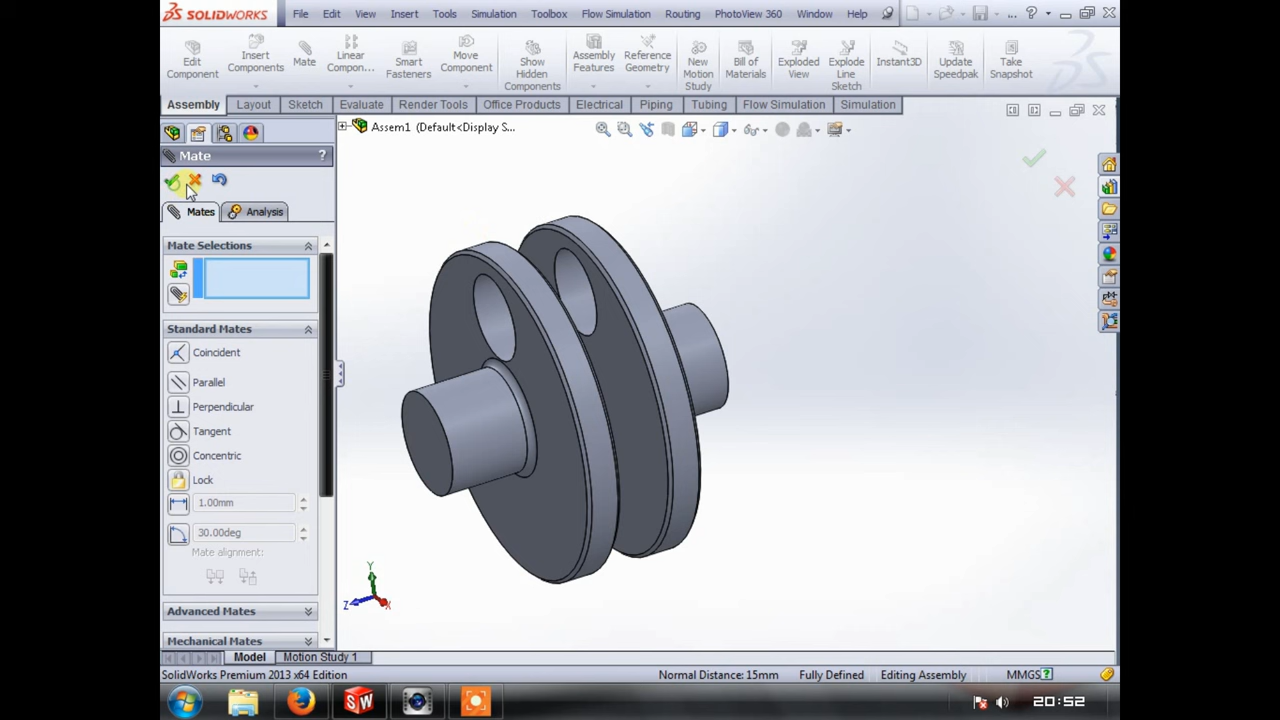 SOLIDWORKS File Edit View Insert Tools Simulation Toolbox Flow Simulation Routing PhotoView 360 Window Help ... ?
Edit Component
Insert Components
Mate
Linear Compon...
Smart Fasteners
Move Component
Show Hidden Components
Assembly Features
Reference Geometry
New Motion Study
Bill of Materials
Exploded View
Explode Line Sketch
Instant3D
Update Speedpak
Take Snapshot
Assembly Layout Sketch Evaluate Render Tools Office Products Electrical Piping Tubing Flow Simulation Simulation
Assem1 (Default<Display S...
Mate ?
Mates Analysis
Mate Selections
Standard Mates
Coincident
Parallel
Perpendicular
Tangent
Concentric
Lock
1.00mm
30.00deg
Mate alignment:
Advanced Mates
Mechanical Mates
Y
Z X
Model Motion Study 1
SolidWorks Premium 2013 x64 Edition Normal Distance: 15mm Fully Defined Editing Assembly MMGS ?
SW 20:52